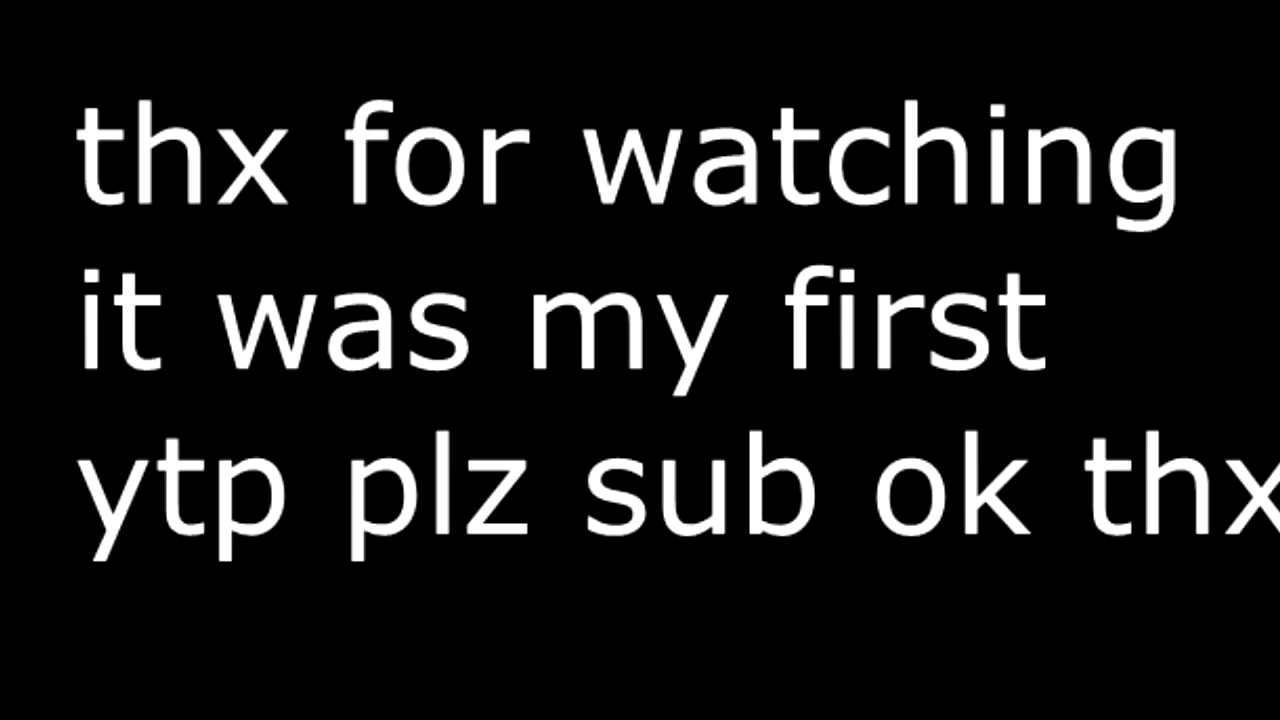 thx for watching
it was my first
ytp plz sub ok thx